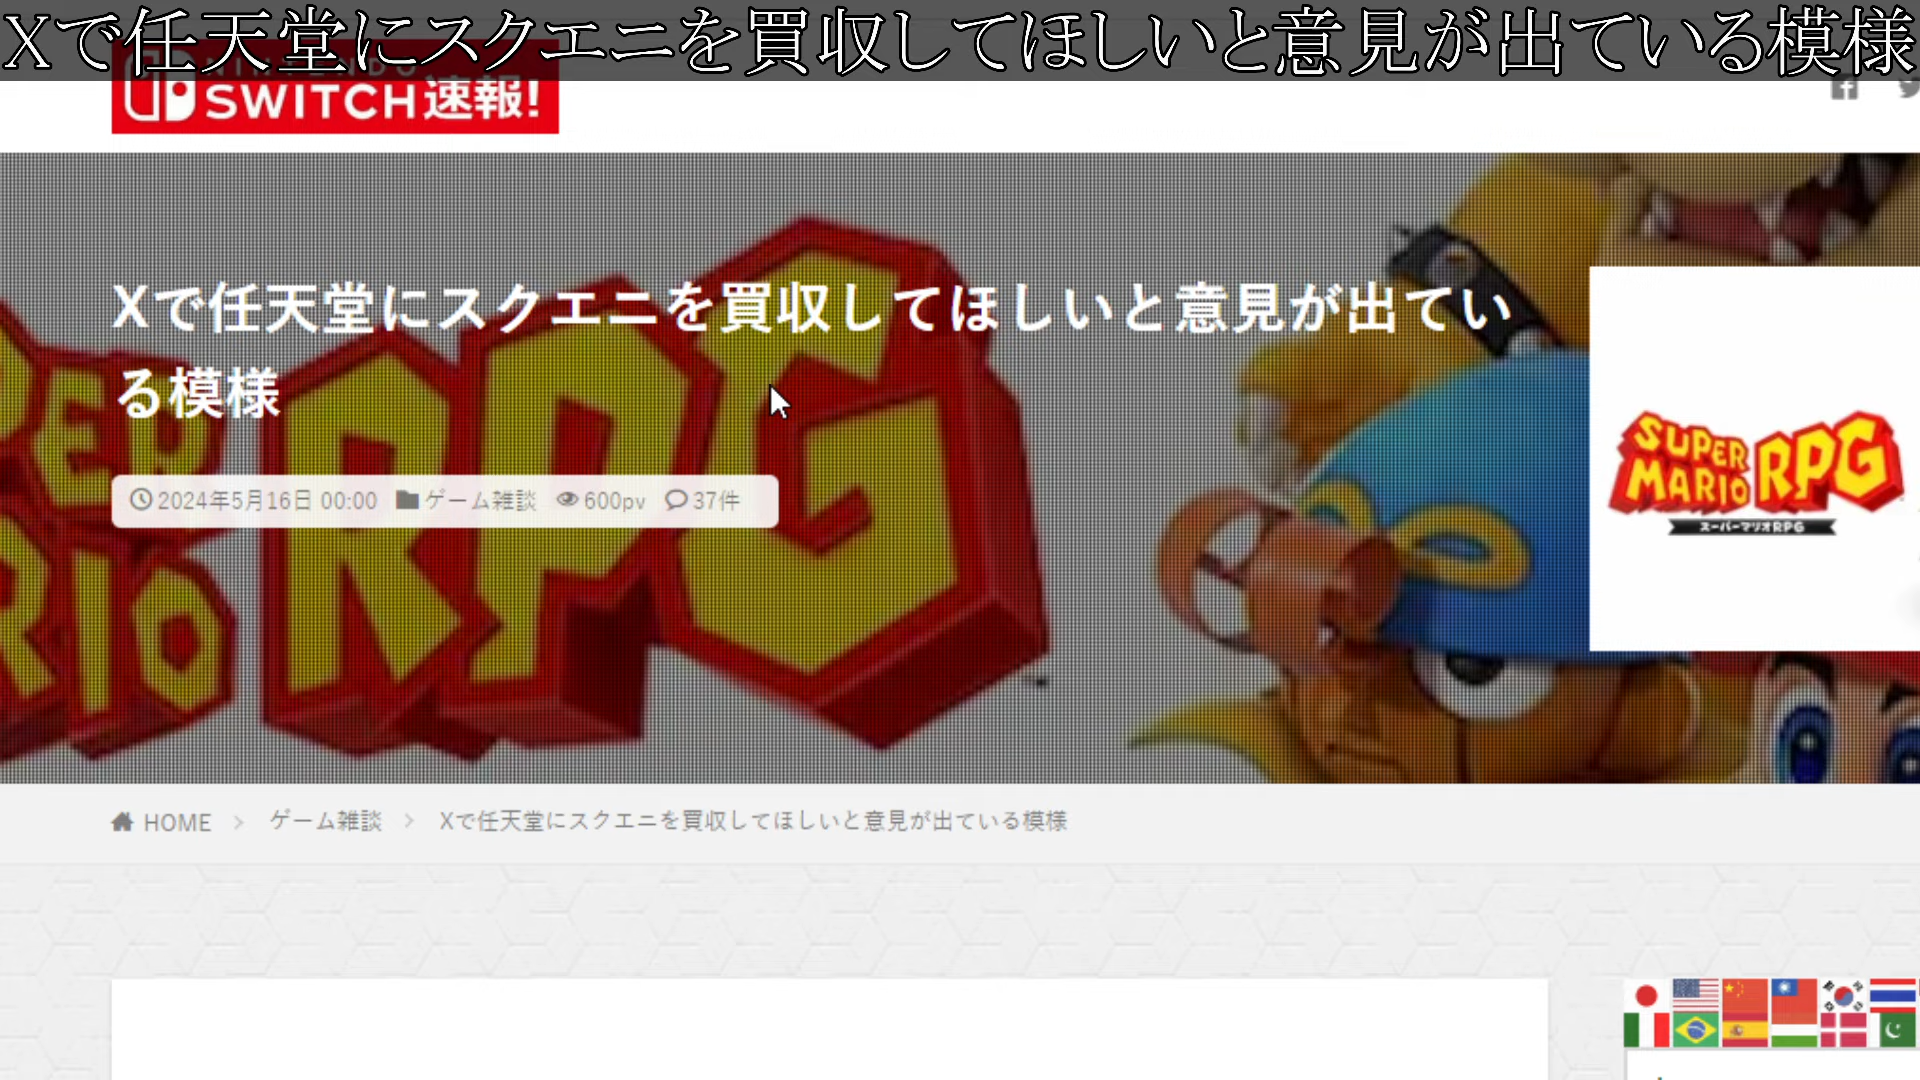 Xで任天堂にスクエニを買収してほしいと意見が出ている模様
NINTENDO
SWITCH速報!
Xで任天堂にスクエニを買収してほしいと意見が出てい
る模様
2024年5月16日 00:00 ゲーム雑談 600pv 37件
SUPER
MARIO RPG
スーパーマリオRPG
RPG
HOME > ゲーム雑談 > Xで任天堂にスクエニを買収してほしいと意見が出ている模様